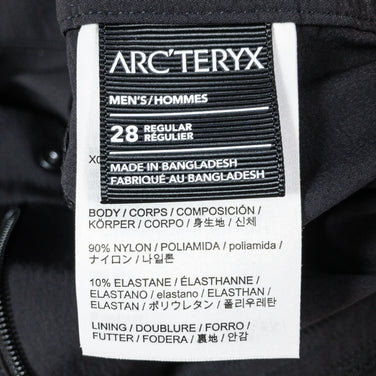 ARC'TERYX
MEN'S/HOMMES
28 REGULAR
RÉGULIER
MADE IN BANGLADESH
FABRIQUÉ AU BANGLADESH
BODY / CORPS / COMPOSICIÓN /
KÖRPER / CORPO / 身生地 / 신체
90% NYLON / POLIAMIDA / poliamida /
ナイロン / 나일론
10% ELASTANE / ÉLASTHANNE /
ELASTANO / elastano / ELASTHAN /
ELASTAN / ポリウレタン / 폴리우레탄
LINING / DOUBLURE / FORRO /
FUTTER / FODERA / 裏地 / 안감